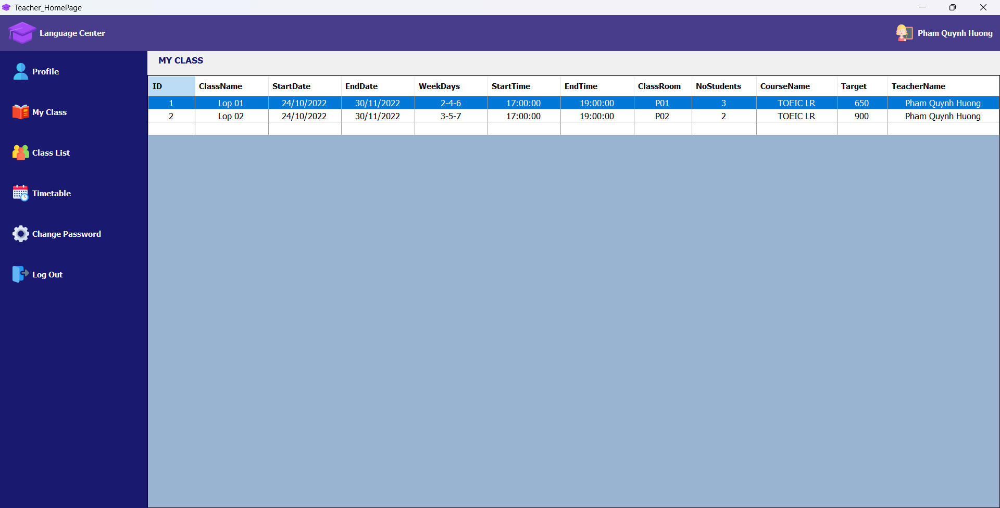 Teacher_HomePage
Language Center
Pham Quynh Huong
Profile
My Class
Class List
Timetable
Change Password
Log Out
MY CLASS
ID ClassName StartDate EndDate WeekDays StartTime EndTime ClassRoom NoStudents CourseName Target TeacherName
1 Lop 01 24/10/2022 30/11/2022 2-4-6 17:00:00 19:00:00 P01 3 TOEIC LR 650 Pham Quynh Huong
2 Lop 02 24/10/2022 30/11/2022 3-5-7 17:00:00 19:00:00 P02 2 TOEIC LR 900 Pham Quynh Huong